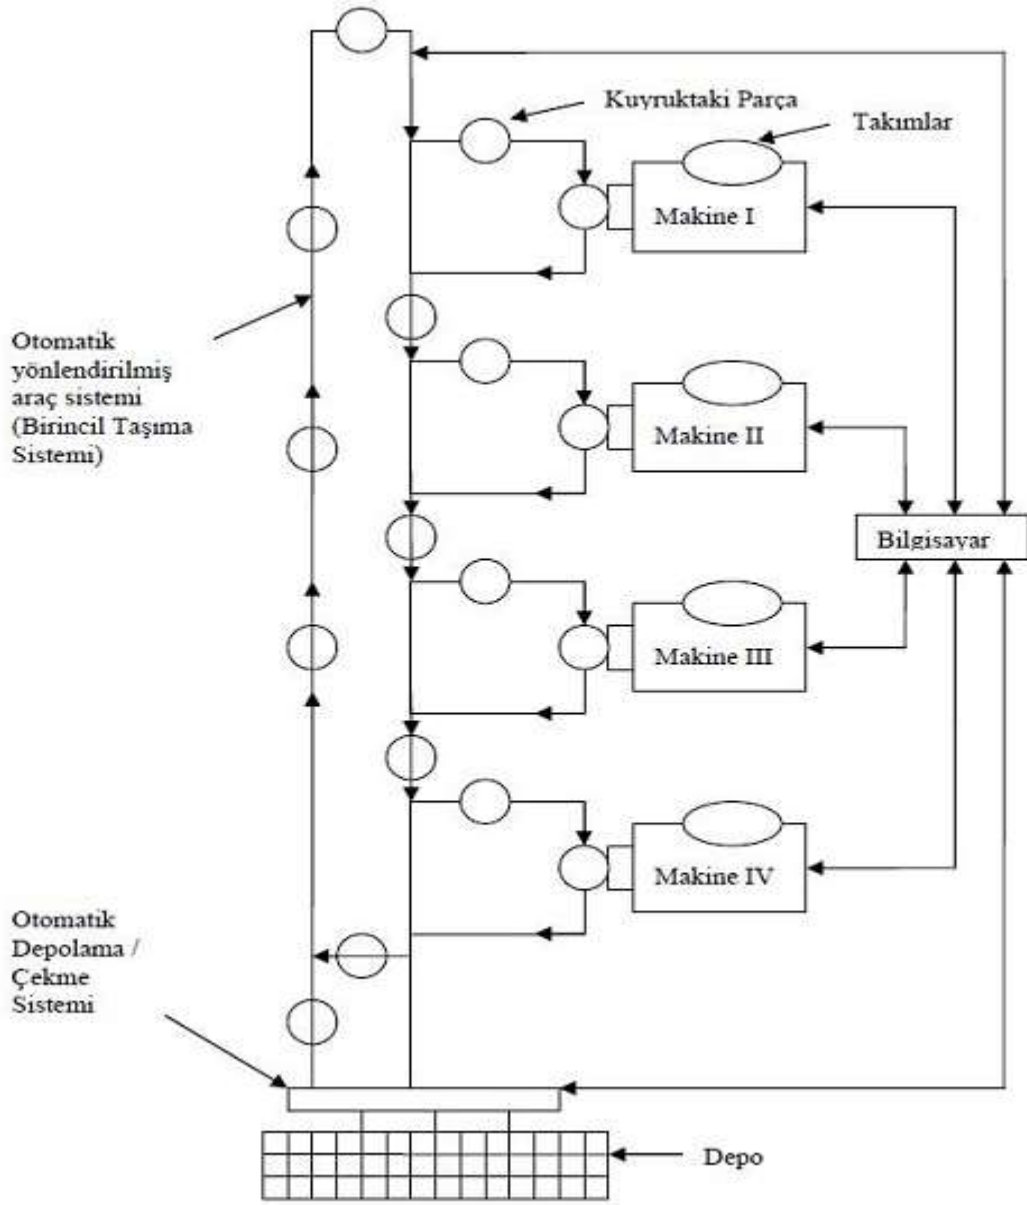 Kuyruktaki Parça
Takımlar
Makine I
Otomatik
yönlendirilmiş
araç sistemi
(Birincil Taşıma
Sistemi)
Makine II
Bilgisayar
Makine III
Makine IV
Otomatik
Depolama /
Çekme
Sistemi
Depo